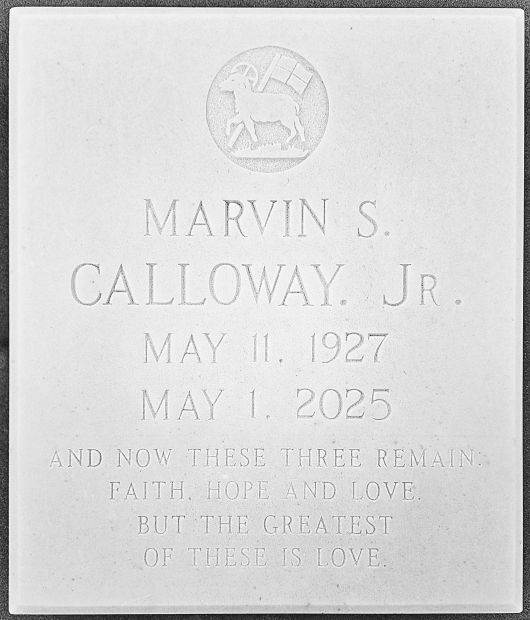 MARVIN S.
CALLOWAY, JR.
MAY 11, 1927
MAY 1, 2025
AND NOW THESE THREE REMAIN:
FAITH, HOPE AND LOVE.
BUT THE GREATEST
OF THESE IS LOVE.